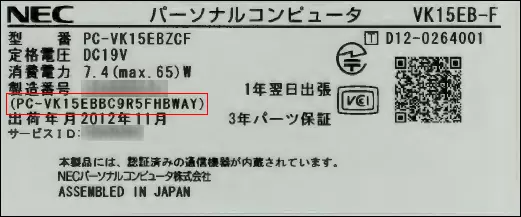 NEC パーソナルコンピュータ VK15EB-F
型 番 PC-VK15EBZCF
T D12-0264001
定格電圧 DC19V
消費電力 7.4(max.65)W
製造番号
1年翌日出張
(PC-VK15EBBC9R5FHBWAY)
VCI
出荷年月 2012年11月
3年パーツ保証
サービスID:
本製品には、認証済みの通信機器が内蔵されています。
NECパーソナルコンピュータ株式会社
ASSEMBLED IN JAPAN